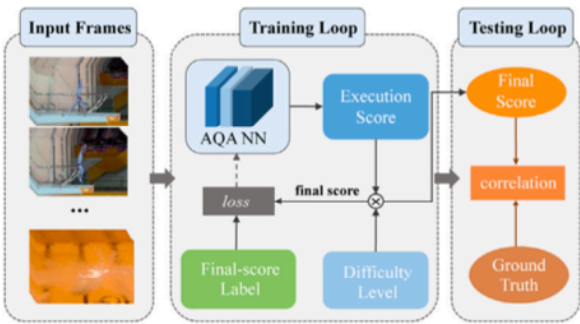 Input Frames
Training Loop
Testing Loop
AQA NN
Execution
Score
Final
Score
...
loss
final score
correlation
Final-score
Label
Difficulty
Level
Ground
Truth